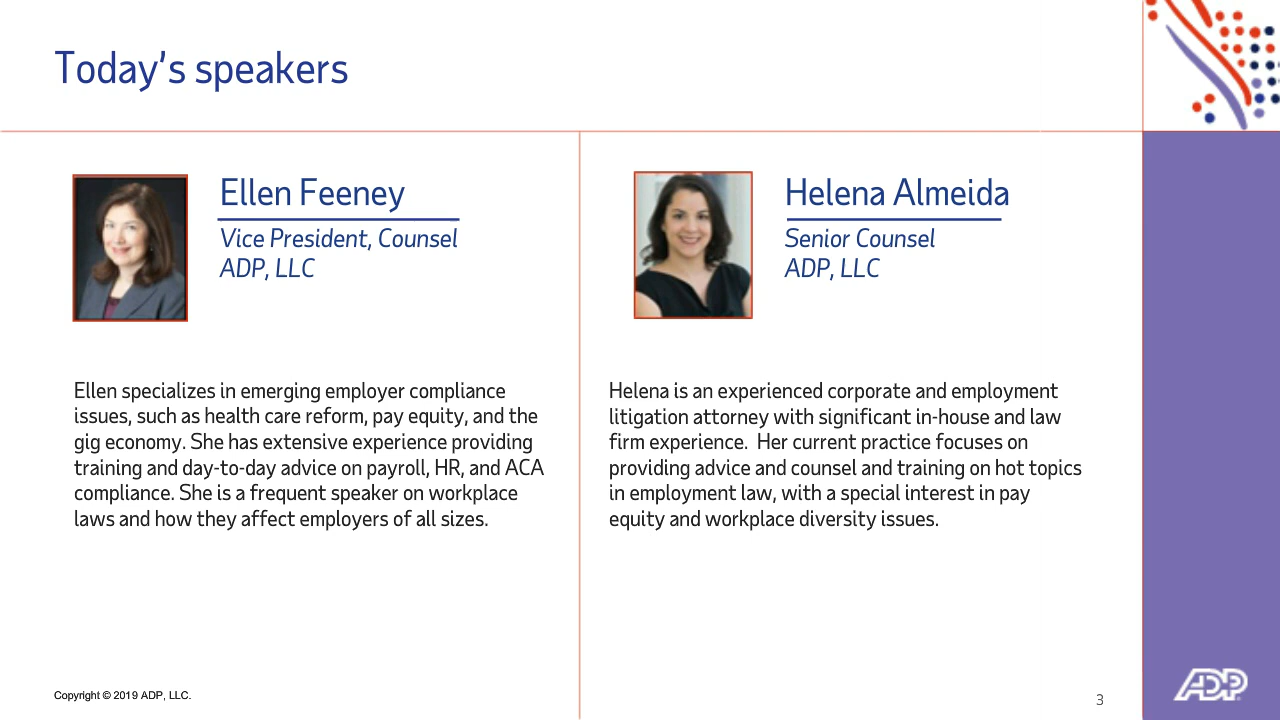 Today's speakers
Ellen Feeney
Vice President, Counsel
ADP, LLC
Ellen specializes in emerging employer compliance
issues, such as health care reform, pay equity, and the
gig economy. She has extensive experience providing
training and day-to-day advice on payroll, HR, and ACA
compliance. She is a frequent speaker on workplace
laws and how they affect employers of all sizes.
Helena Almeida
Senior Counsel
ADP, LLC
Helena is an experienced corporate and employment
litigation attorney with significant in-house and law
firm experience.  Her current practice focuses on
providing advice and counsel and training on hot topics
in employment law, with a special interest in pay
equity and workplace diversity issues.
Copyright © 2019 ADP, LLC.
3
ADP